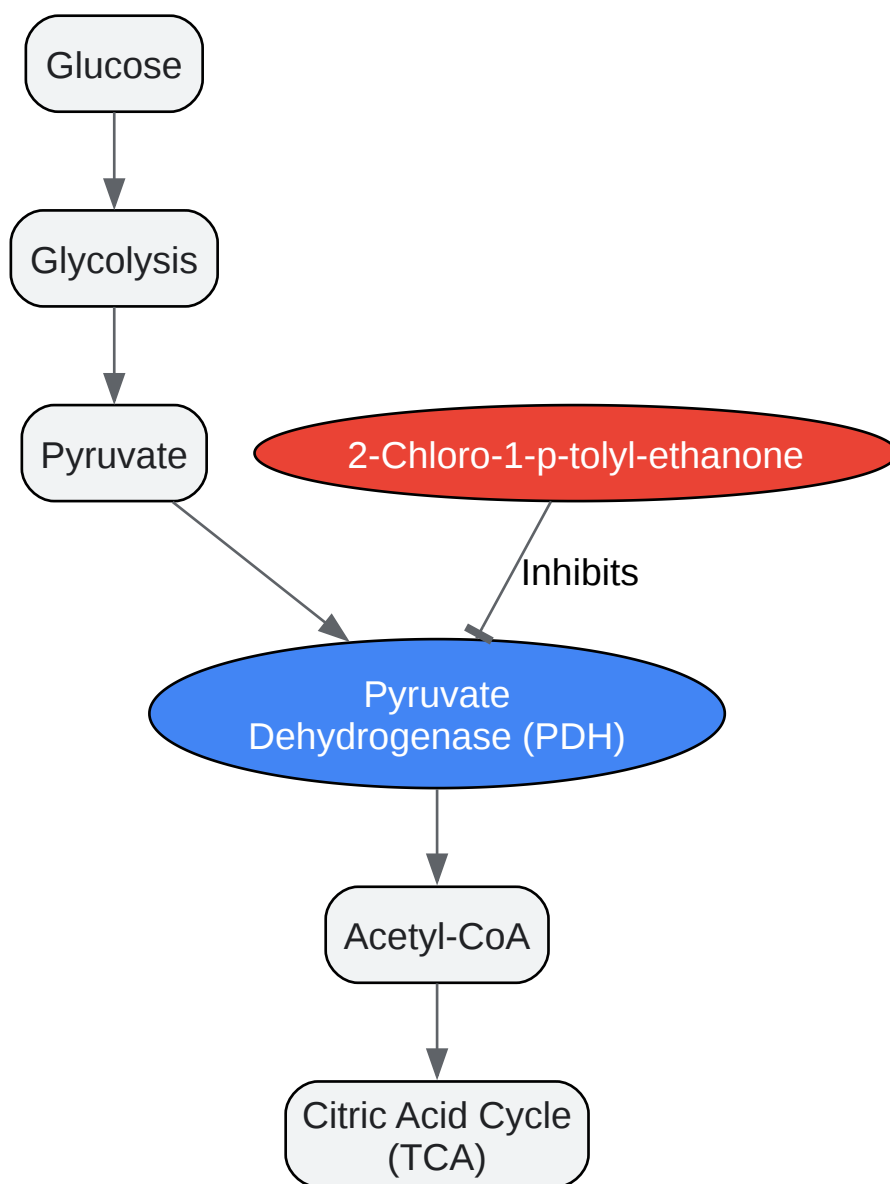 Glucose
Glycolysis
Pyruvate
2-Chloro-1-p-tolyl-ethanone
Inhibits
Pyruvate
Dehydrogenase (PDH)
Acetyl-CoA
Citric Acid Cycle
(TCA)